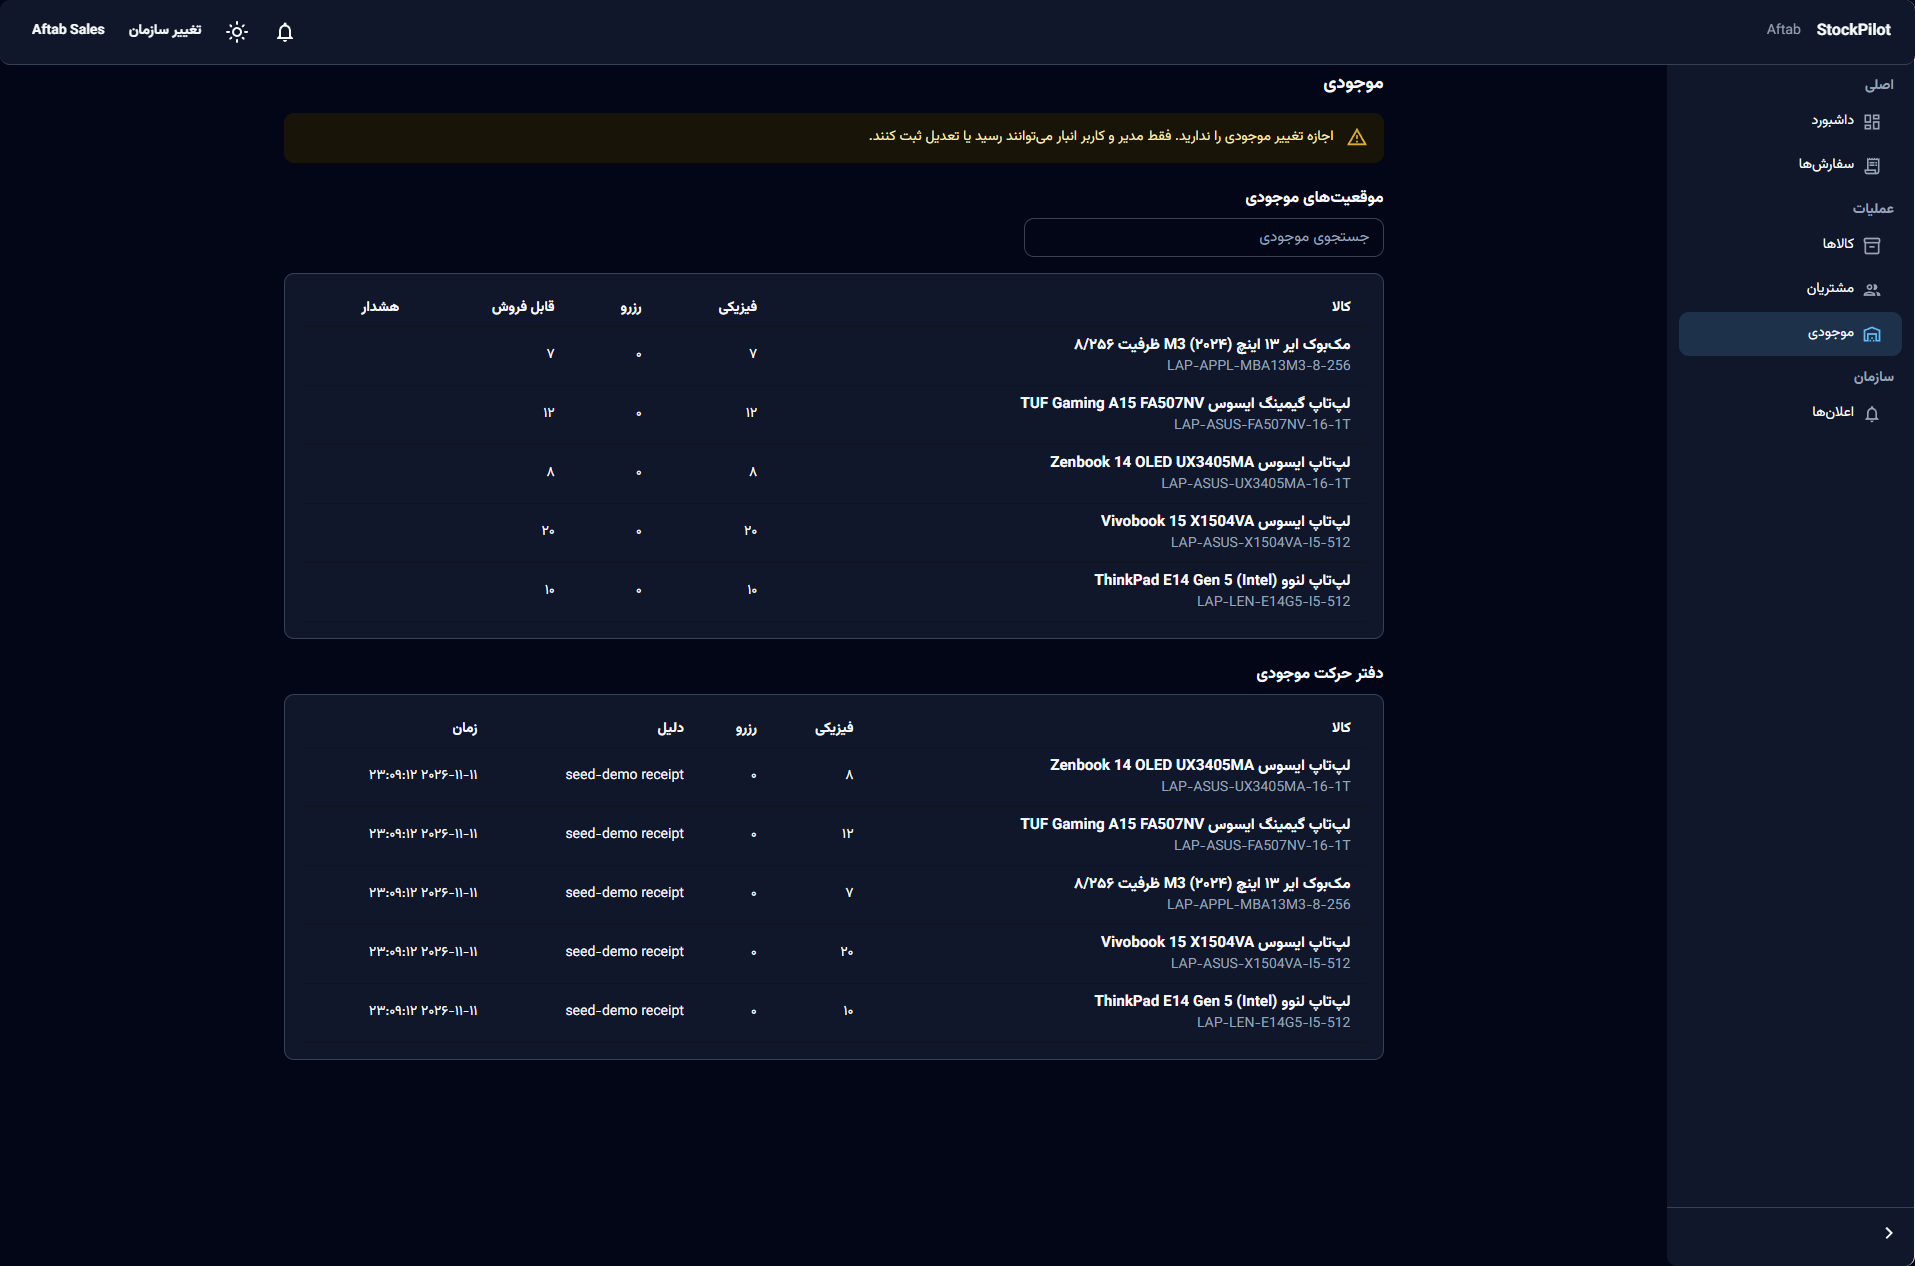 StockPilot Aftab تغییر سازمان Aftab Sales
اصلی
داشبورد
سفارش‌ها
عملیات
کالاها
مشتریان
موجودی
سازمان
اعلان‌ها
موجودی
اجازه تغییر موجودی را ندارید. فقط مدیر و کاربر انبار می‌توانند رسید یا تعدیل ثبت کنند.
موقعیت‌های موجودی
جستجوی موجودی
کالا فیزیکی رزرو قابل فروش هشدار
مک‌بوک ایر ۱۳ اینچ M3 (۲۰۲۴) ظرفیت ۸/۲۵۶ ۷ ۰ ۷
LAP-APPL-MBA13M3-8-256
لپ‌تاپ گیمینگ ایسوس TUF Gaming A15 FA507NV ۱۲ ۰ ۱۲
LAP-ASUS-FA507NV-16-1T
لپ‌تاپ ایسوس Zenbook 14 OLED UX3405MA ۸ ۰ ۸
LAP-ASUS-UX3405MA-16-1T
لپ‌تاپ ایسوس Vivobook 15 X1504VA ۲۰ ۰ ۲۰
LAP-ASUS-X1504VA-I5-512
لپ‌تاپ لنوو ThinkPad E14 Gen 5 (Intel) ۱۰ ۰ ۱۰
LAP-LEN-E14G5-I5-512
دفتر حرکت موجودی
کالا فیزیکی رزرو دلیل زمان
لپ‌تاپ ایسوس Zenbook 14 OLED UX3405MA ۸ ۰ seed-demo receipt ۲۰۲۶-۱۱-۱۱ ۲۳:۰۹:۱۲
LAP-ASUS-UX3405MA-16-1T
لپ‌تاپ گیمینگ ایسوس TUF Gaming A15 FA507NV ۱۲ ۰ seed-demo receipt ۲۰۲۶-۱۱-۱۱ ۲۳:۰۹:۱۲
LAP-ASUS-FA507NV-16-1T
مک‌بوک ایر ۱۳ اینچ M3 (۲۰۲۴) ظرفیت ۸/۲۵۶ ۷ ۰ seed-demo receipt ۲۰۲۶-۱۱-۱۱ ۲۳:۰۹:۱۲
LAP-APPL-MBA13M3-8-256
لپ‌تاپ ایسوس Vivobook 15 X1504VA ۲۰ ۰ seed-demo receipt ۲۰۲۶-۱۱-۱۱ ۲۳:۰۹:۱۲
LAP-ASUS-X1504VA-I5-512
لپ‌تاپ لنوو ThinkPad E14 Gen 5 (Intel) ۱۰ ۰ seed-demo receipt ۲۰۲۶-۱۱-۱۱ ۲۳:۰۹:۱۲
LAP-LEN-E14G5-I5-512